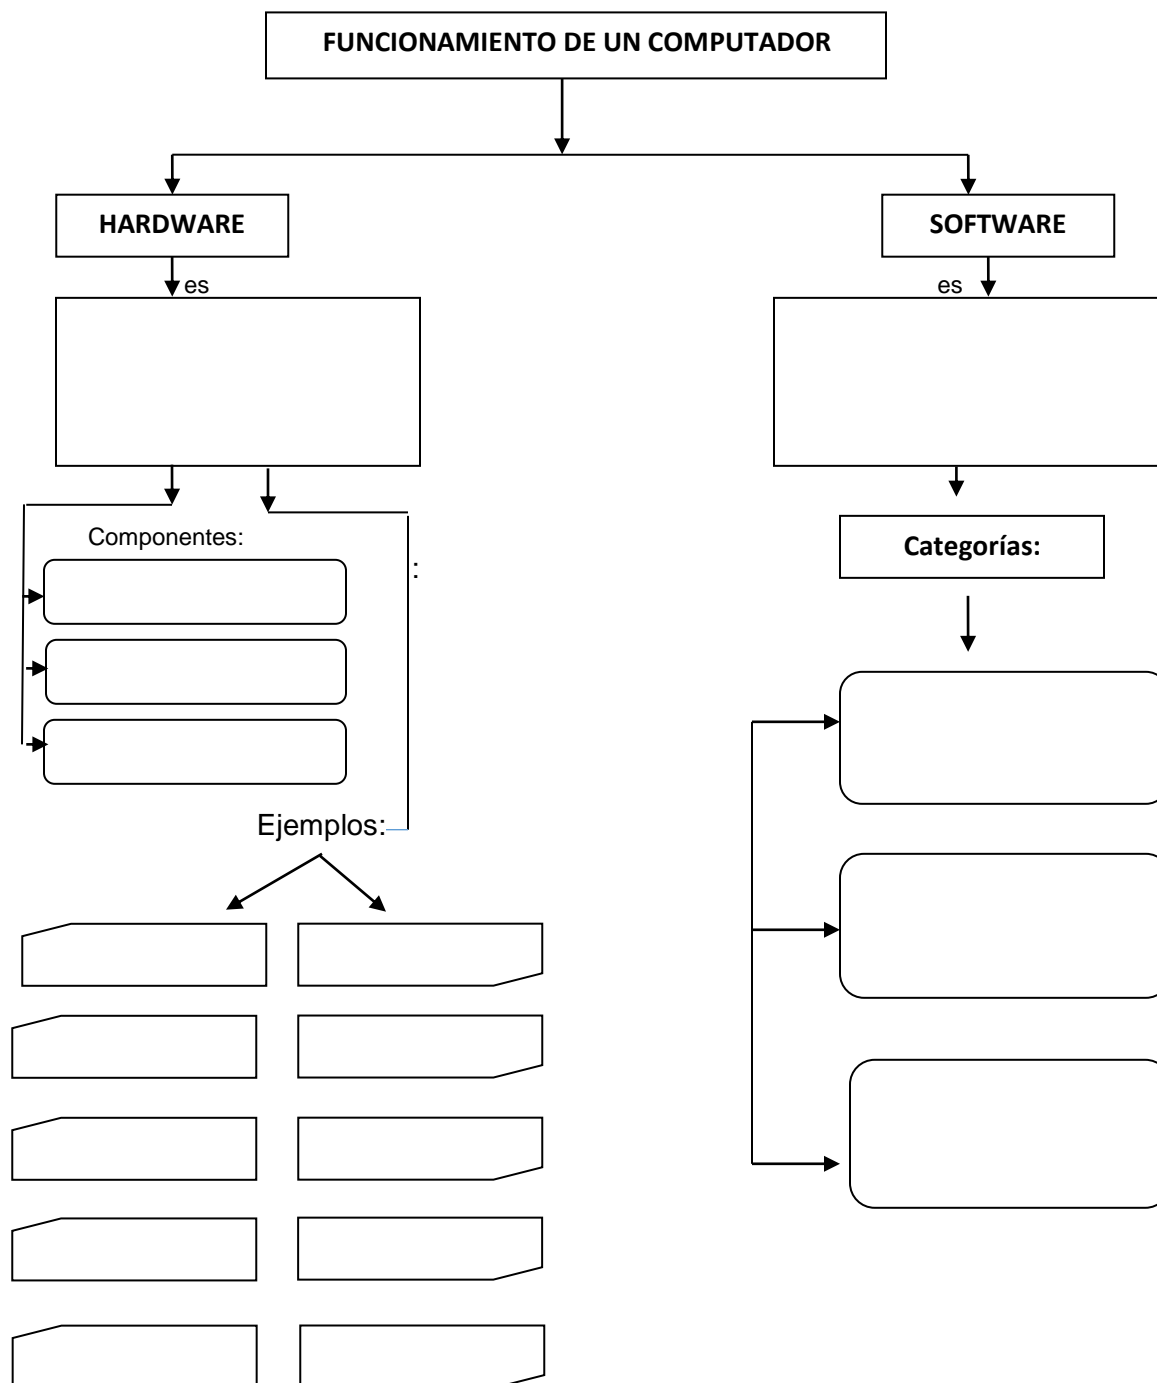 FUNCIONAMIENTO DE UN COMPUTADOR
HARDWARE
SOFTWARE
es
es
Componentes:
:
Categorías:
Ejemplos: